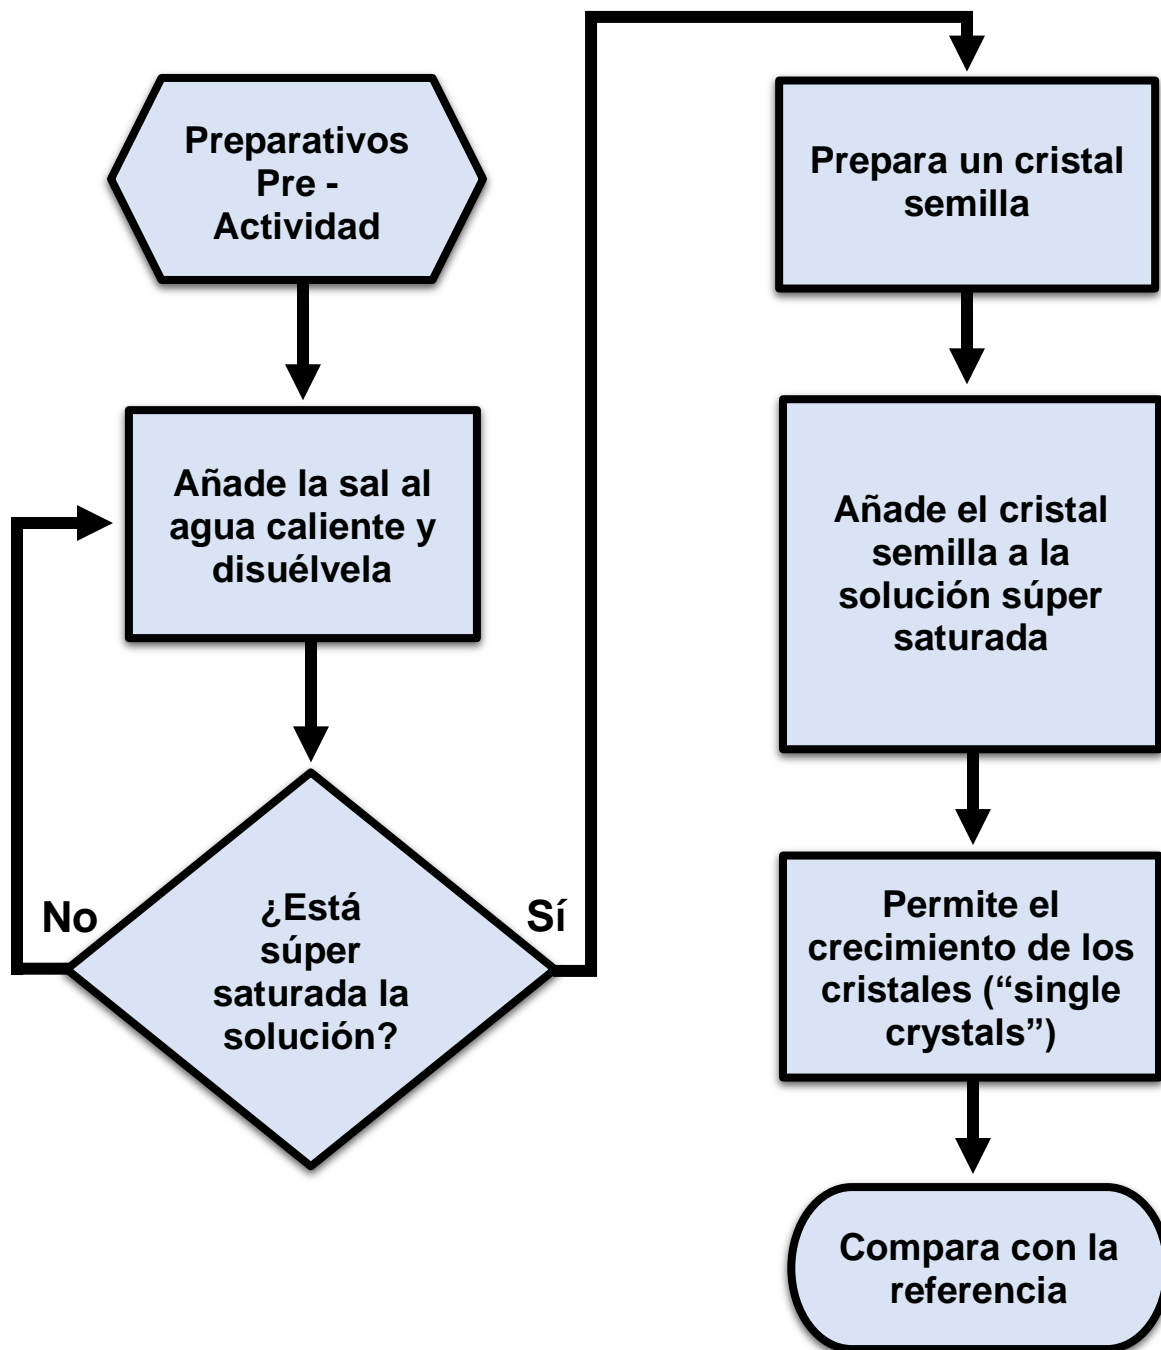 Preparativos
Pre -
Actividad
Añade la sal al
agua caliente y
disuélvela
¿Está
súper
saturada la
solución?
No
Sí
Prepara un cristal
semilla
Añade el cristal
semilla a la
solución súper
saturada
Permite el
crecimiento de los
cristales (“single
crystals”)
Compara con la
referencia